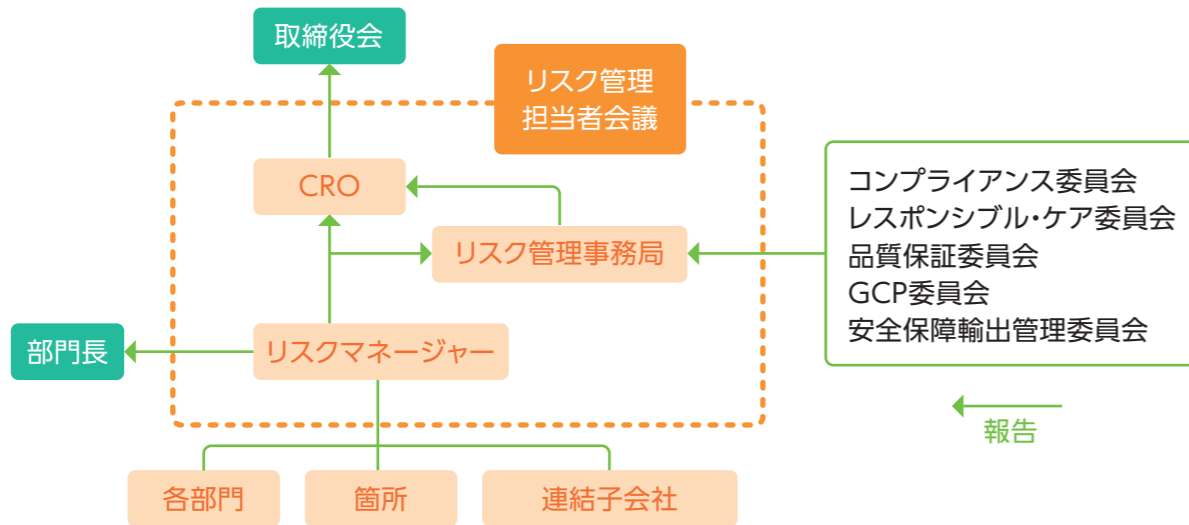 取締役会
リスク管理
担当者会議
CRO
リスク管理事務局
コンプライアンス委員会
レスポンシブル・ケア委員会
品質保証委員会
GCP委員会
安全保障輸出管理委員会
部門長
リスクマネージャー
報告
各部門
箇所
連結子会社